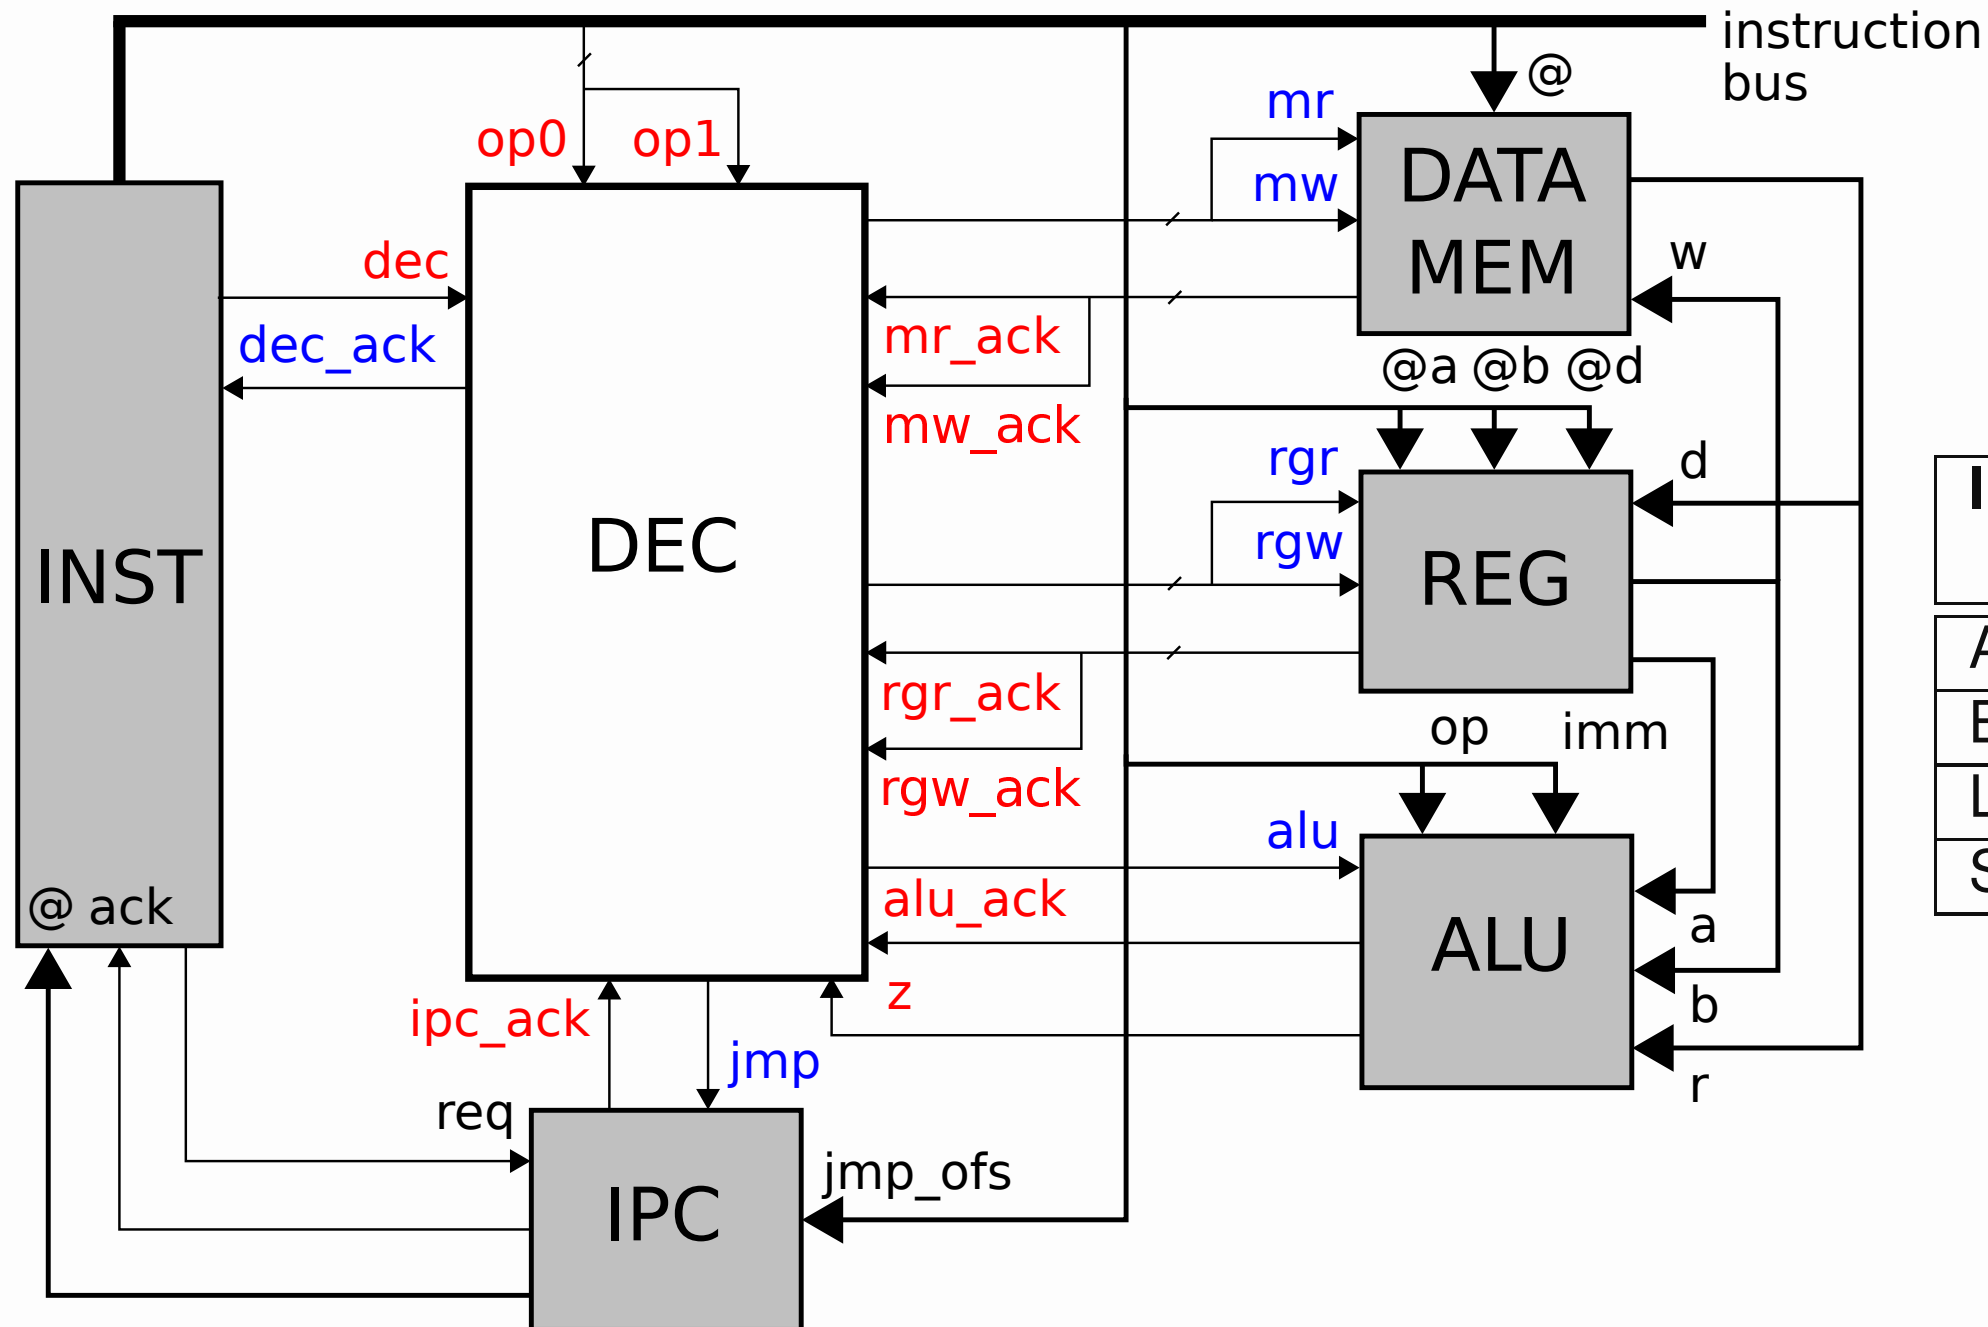 instruction
bus
@
mr
op0
op1
DATA
mw
MEM
dec
w
dec_ack
mr_ack
@a @b @d
mw_ack
rgr
d
I
DEC
rgw
INST
REG
rgr_ack
op
imm
rgw_ack
alu
@ ack
alu_ack
a
ALU
z
ipc_ack
b
jmp
r
req
jmp_ofs
IPC